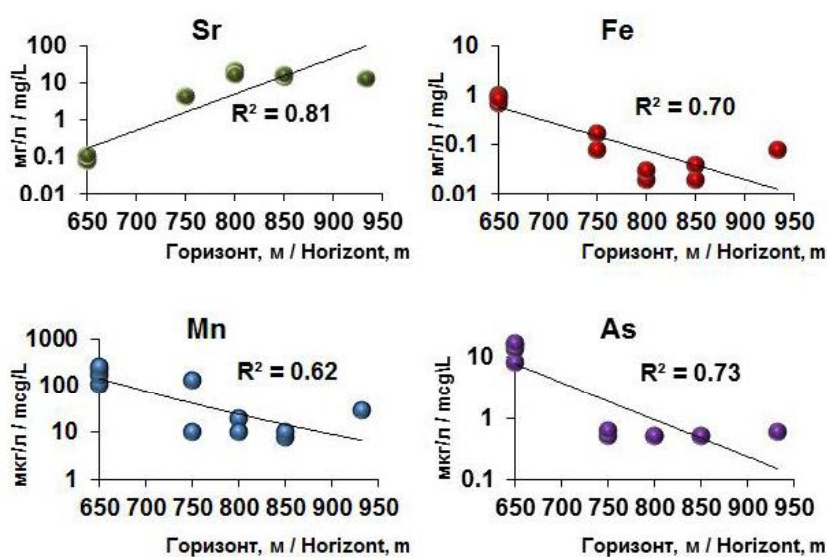 Sr
мг/л / mg/L
100
10
1
0.1
0.01
R² = 0.81
650 700 750 800 850 900 950
Горизонт, м / Horizont, m
Fe
мг/л / mg/L
10
1
0.1
0.01
R² = 0.70
650 700 750 800 850 900 950
Горизонт, м / Horizont, m
Mn
мкг/л / mcg/L
1000
100
10
1
R² = 0.62
650 700 750 800 850 900 950
Горизонт, м / Horizont, m
As
мкг/л / mcg\L
10
1
0.1
R² = 0.73
650 700 750 800 850 900 950
Горизонт, м / Horizont, m